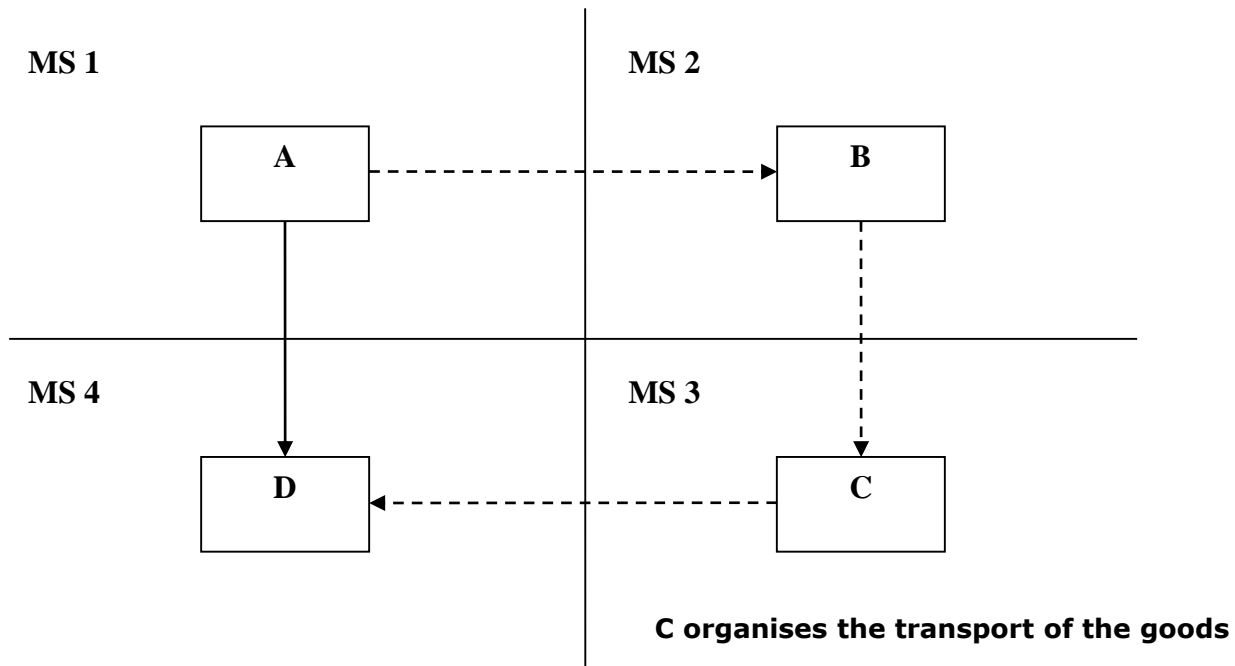 MS 1
MS 2
A
B
MS 4
MS 3
D
C
C organises the transport of the goods